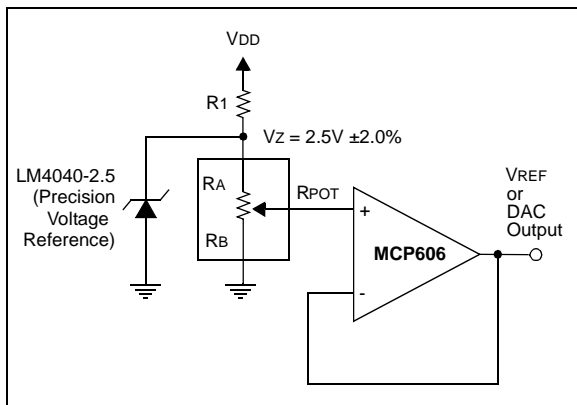 VDD
R1
VZ = 2.5V ±2.0%
LM4040-2.5
(Precision
Voltage
Reference)
RA
RPOT
RB
+
MCP606
-
VREF
or
DAC
Output